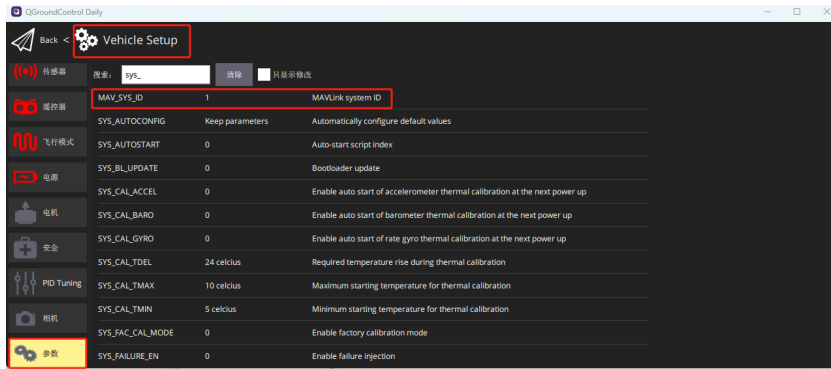 QGroundControl Daily
Back < Vehicle Setup
传感器
搜索： sys_ 清除 只显示修改
MAV_SYS_ID 1 MAVLink system ID
遥控器
SYS_AUTOCONFIG Keep parameters Automatically configure default values
飞行模式
SYS_AUTOSTART 0 Auto-start script index
SYS_BL_UPDATE 0 Bootloader update
电源
SYS_CAL_ACCEL 0 Enable auto start of accelerometer thermal calibration at the next power up
电机
SYS_CAL_BARO 0 Enable auto start of barometer thermal calibration at the next power up
SYS_CAL_GYRO 0 Enable auto start of rate gyro thermal calibration at the next power up
安全
SYS_CAL_TDEL 24 celcius Required temperature rise during thermal calibration
PID Tuning
SYS_CAL_TMAX 10 celcius Maximum starting temperature for thermal calibration
SYS_CAL_TMIN 5 celcius Minimum starting temperature for thermal calibration
相机
SYS_FAC_CAL_MODE 0 Enable factory calibration mode
参数
SYS_FAILURE_EN 0 Enable failure injection